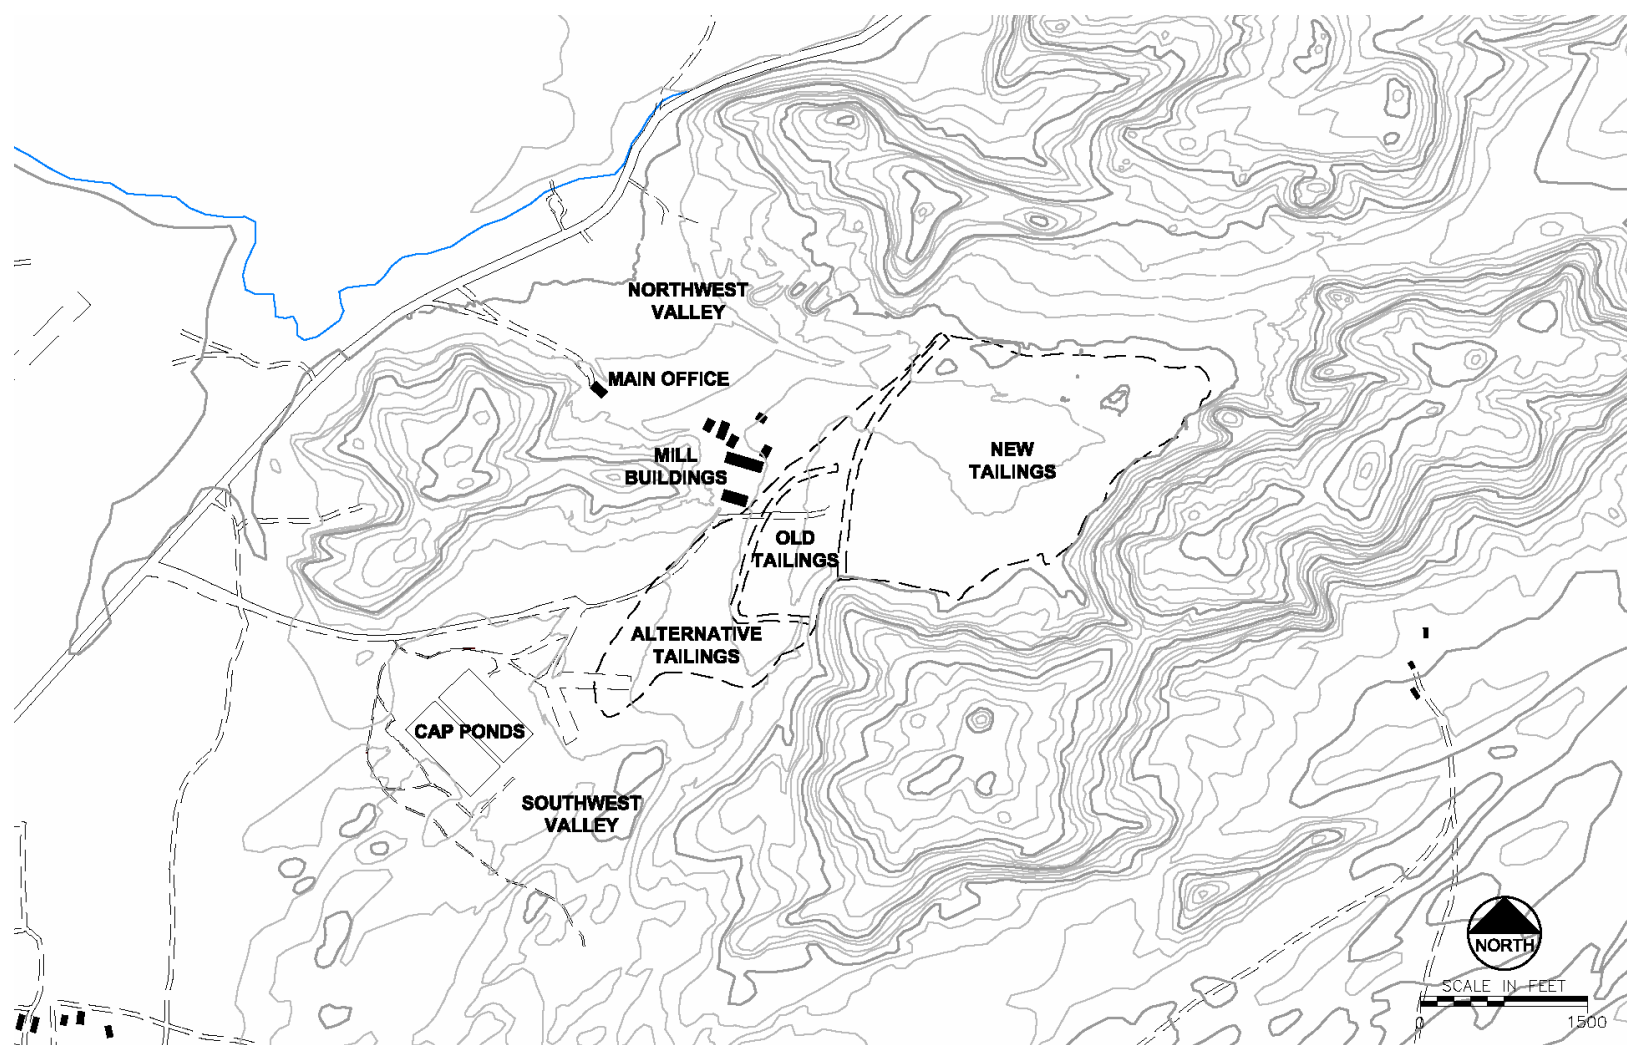 NORTHWEST
VALLEY
MAIN OFFICE
MILL
BUILDINGS
NEW
TAILINGS
OLD
TAILINGS
ALTERNATIVE
TAILINGS
CAP PONDS
SOUTHWEST
VALLEY
NORTH
SCALE IN FEET
0 1500